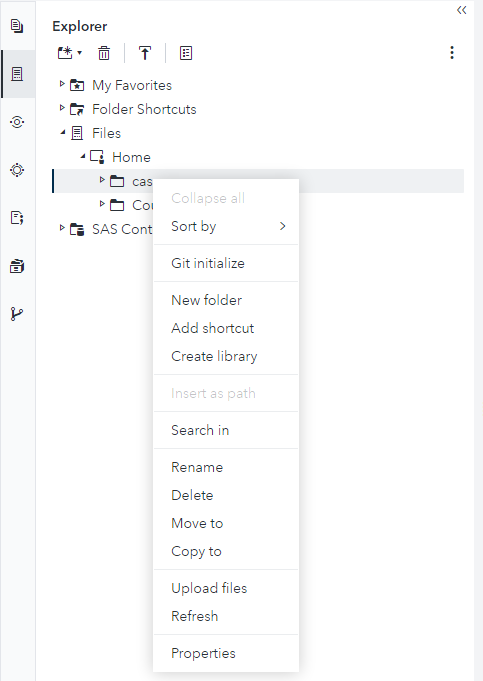 Explorer
My Favorites
Folder Shortcuts
Files
Home
cas
Cou
SAS Cont
Collapse all
Sort by
Git initialize
New folder
Add shortcut
Create library
Insert as path
Search in
Rename
Delete
Move to
Copy to
Upload files
Refresh
Properties